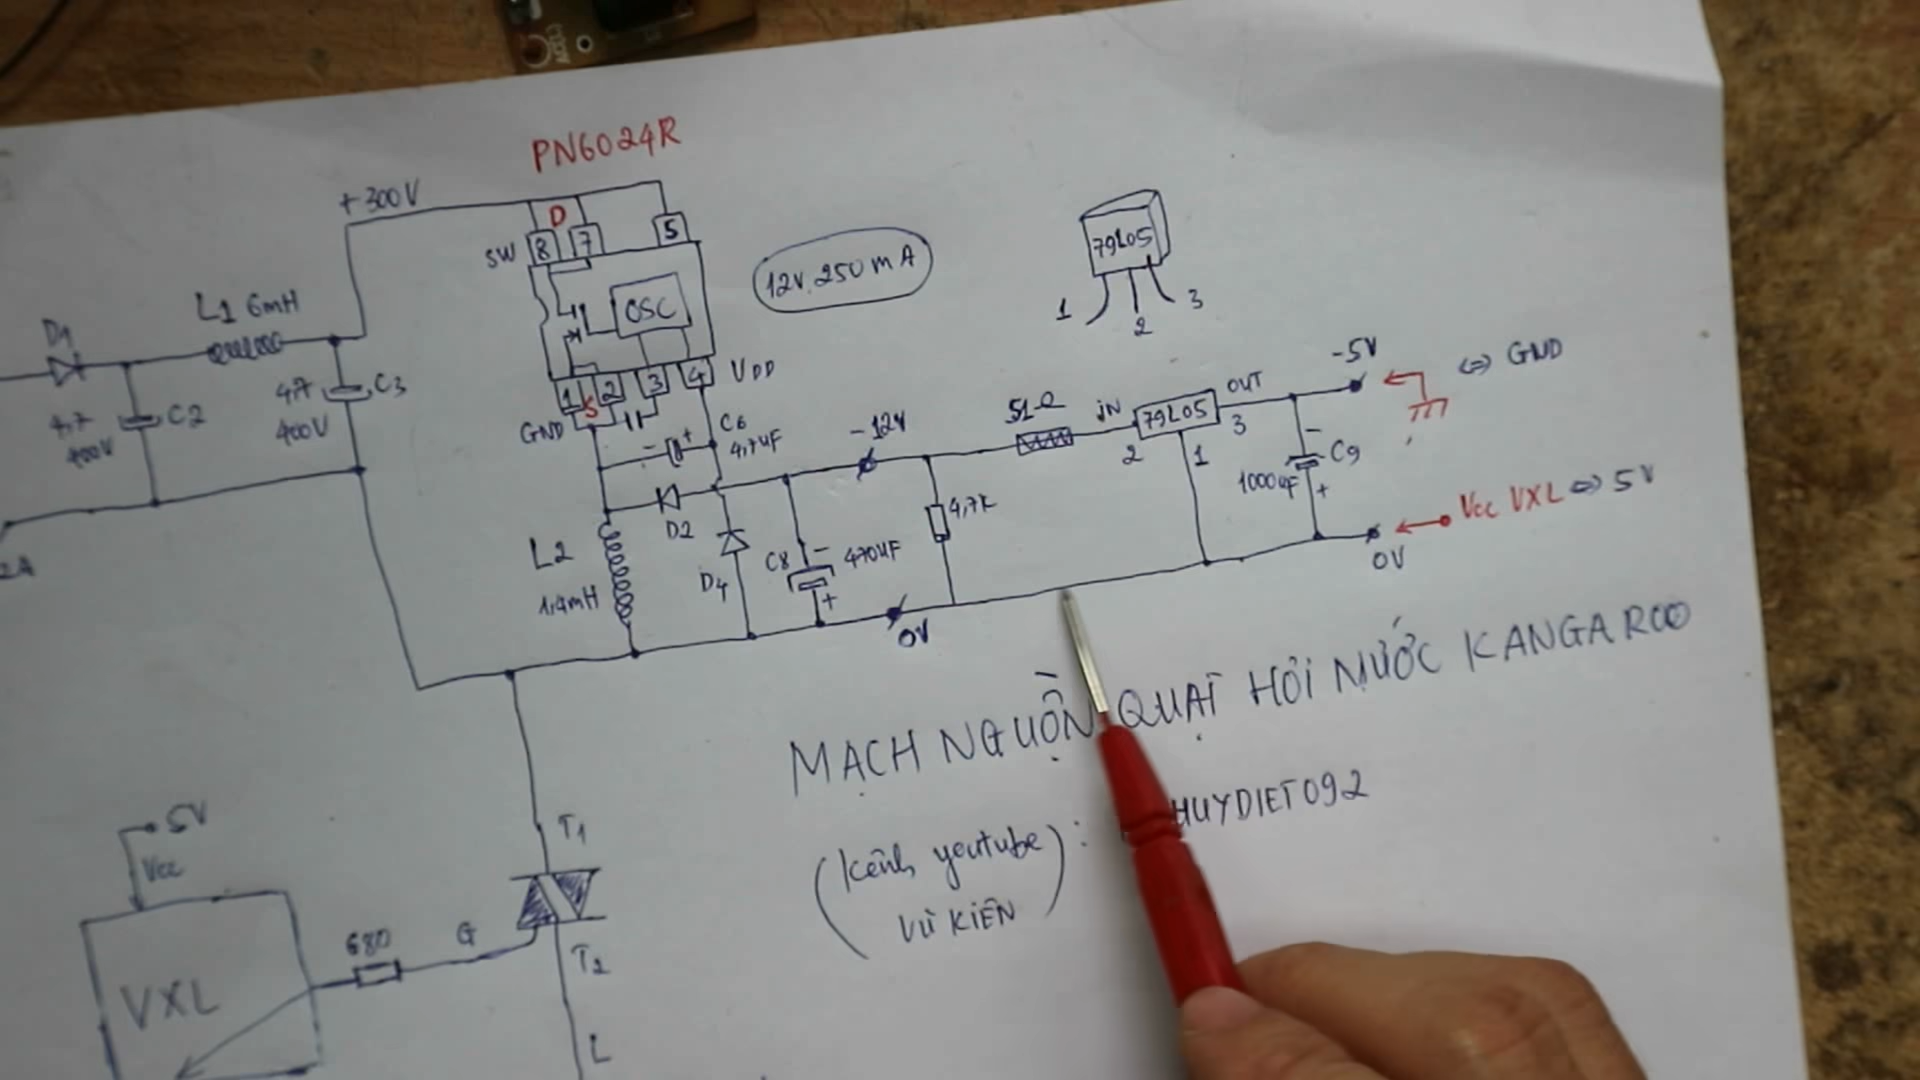 PN6024R
+300V
D
SW 8 7 5
12V 250mA
79L05
1 2 3
OSC
L1 6mH
D1
C2
4,7
400V
C3
47
400V
1 S 2 3 4 VDD
GND
C6
4,7UF
-12V
51Ω
iN
79L05
OUT
2 1 3
-5V
<=> GND
C9
1000UF
+
Vcc VXL <=> 5V
0V
D2
L2
1,4mH
D4
C8
470UF
+
4,7K
0V
2A
MẠCH NGUỒN QUẠT HƠI NƯỚC KANGAROO
(Kênh youtube): HUYDIET092
VŨ KIÊN
5V
Vcc
VXL
680
G
T1
T2
L